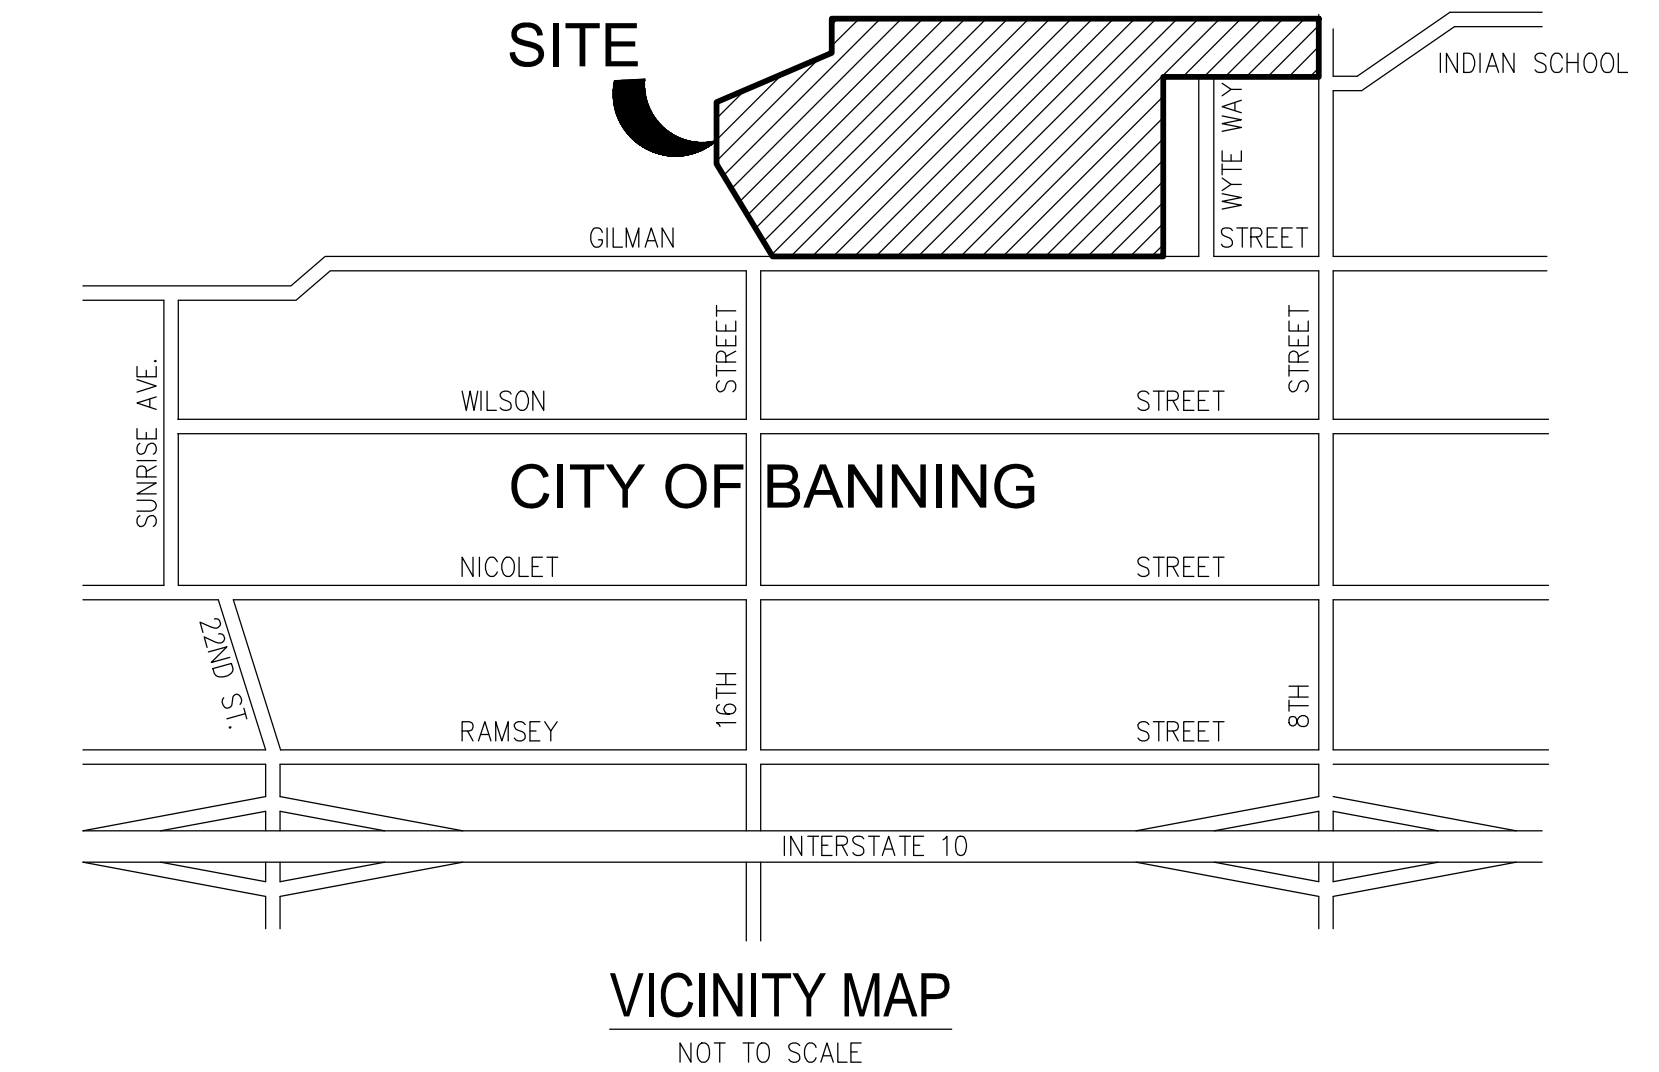 SITE
INDIAN SCHOOL
WYTE WAY
GILMAN STREET
STREET
STREET
SUNRISE AVE.
WILSON STREET
CITY OF BANNING
NICOLET STREET
22ND ST.
16TH
8TH
RAMSEY STREET
INTERSTATE 10
VICINITY MAP
NOT TO SCALE